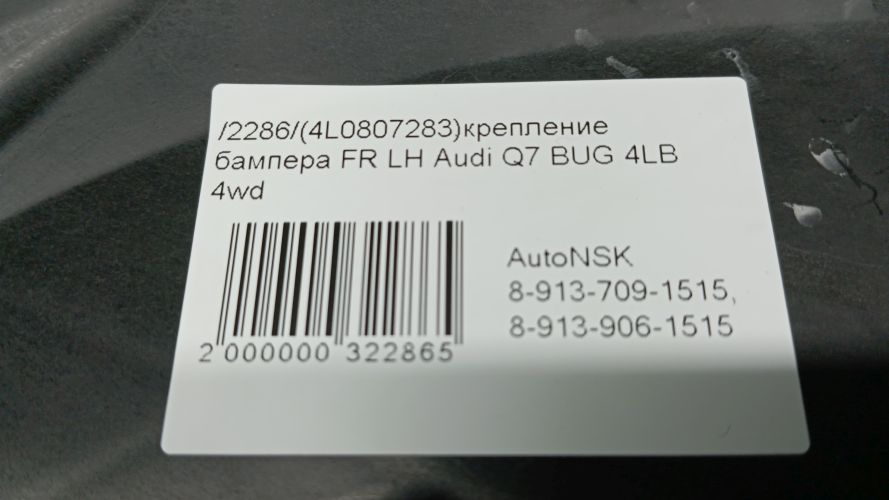 /2286/(4L0807283)крепление
бампера FR LH Audi Q7 BUG 4LB
4wd
AutoNSK
8-913-709-1515,
8-913-906-1515
2 000000 322865